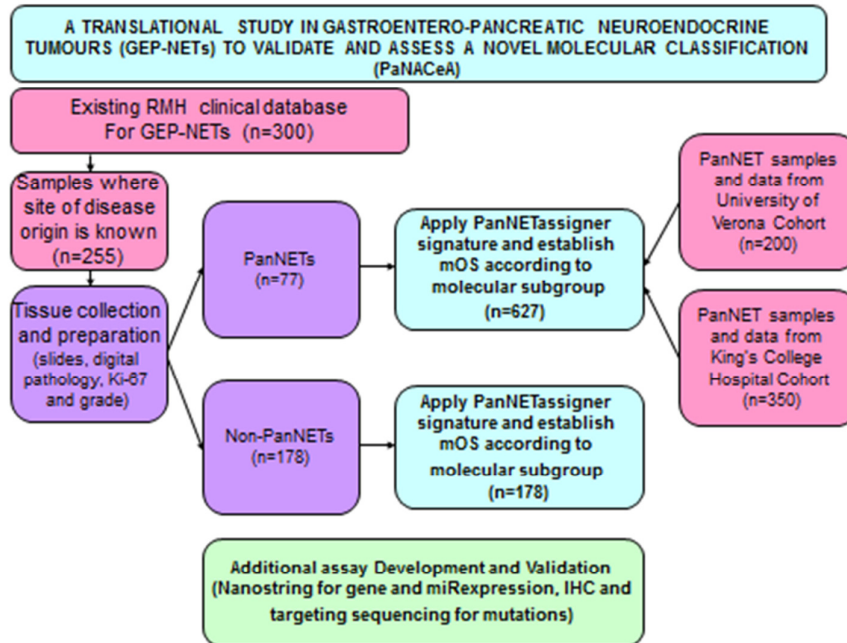 A TRANSLATIONAL STUDY IN GASTROENTERO-PANCREATIC NEUROENDOCRINE
TUMOURS (GEP-NETs) TO VALIDATE AND ASSESS A NOVEL MOLECULAR CLASSIFICATION
(PaNACeA)
Existing RMH clinical database
For GEP-NETs (n=300)
Samples where
site of disease
origin is known
(n=255)
Tissue collection
and preparation
(slides, digital
pathology, Ki-67
and grade)
PanNETs
(n=77)
Non-PanNETs
(n=178)
Apply PanNETassigner
signature and establish
mOS according to
molecular subgroup
(n=627)
Apply PanNETassigner
signature and establish
mOS according to
molecular subgroup
(n=178)
PanNET samples
and data from
University of
Verona Cohort
(n=200)
PanNET samples
and data from
King's College
Hospital Cohort
(n=350)
Additional assay Development and Validation
(Nanostring for gene and miRexpression, IHC and
targeting sequencing for mutations)